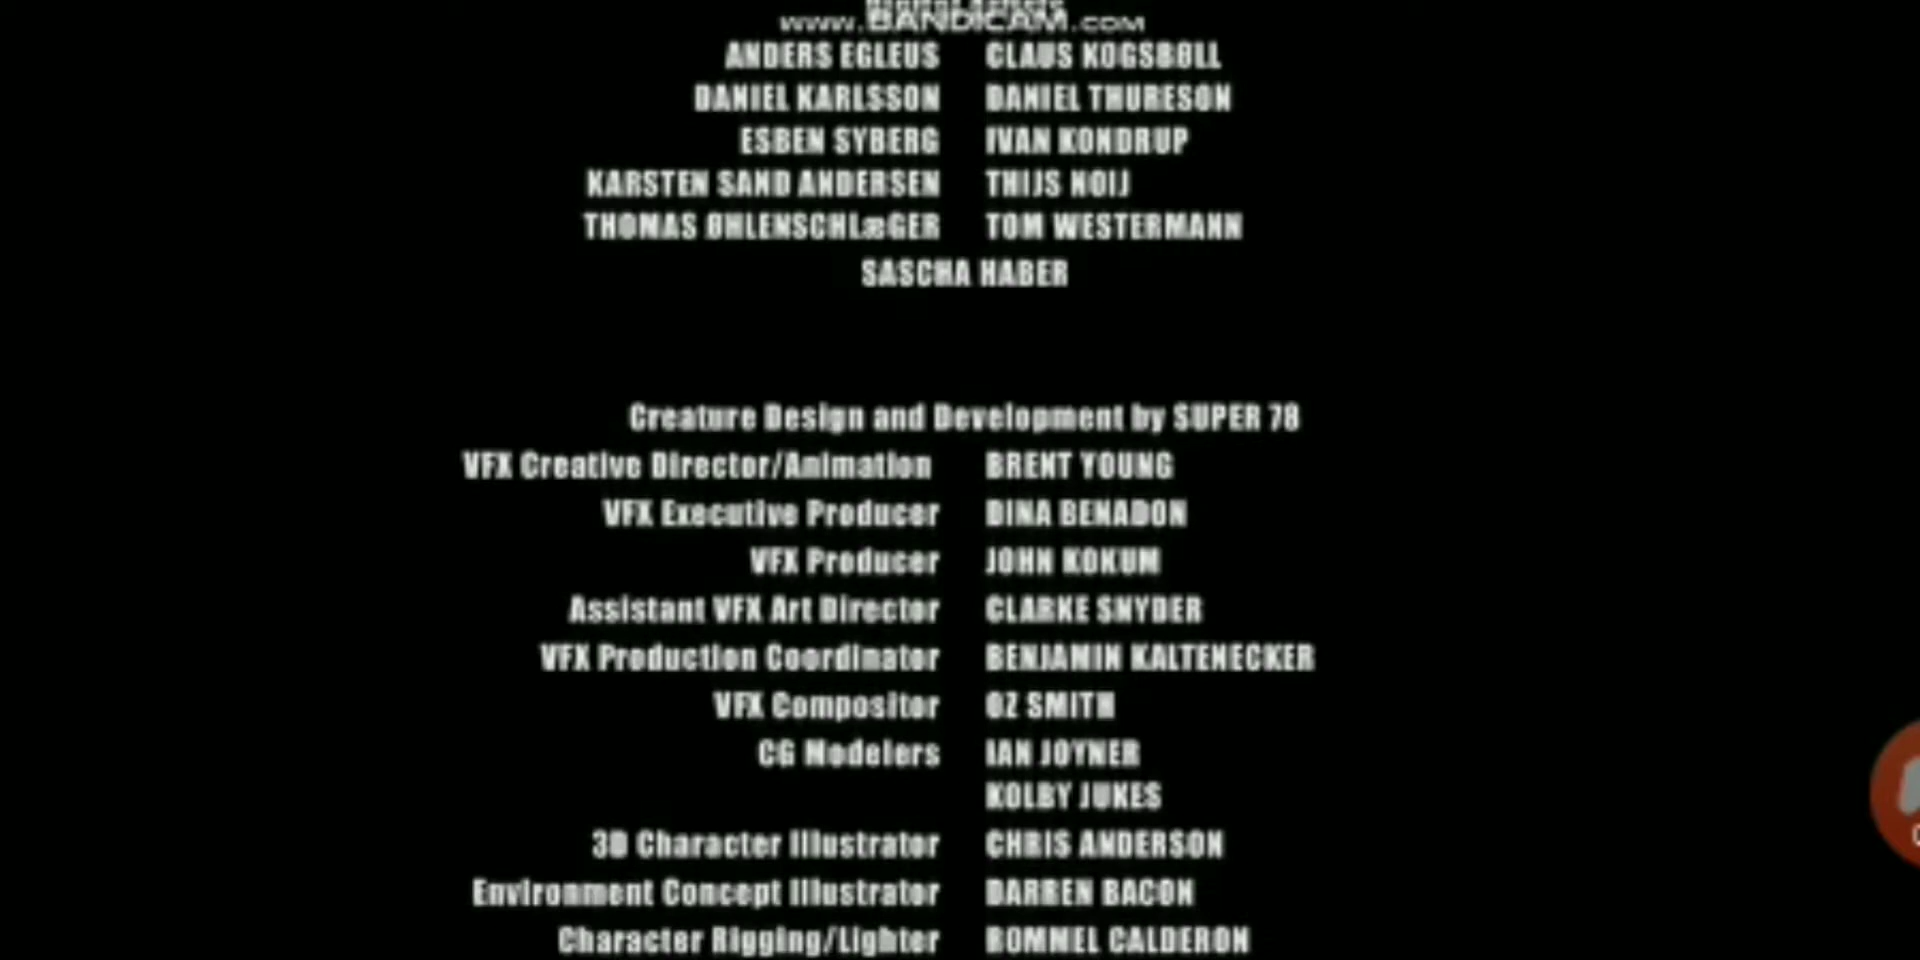 www.BANDICAM.com
ANDERS EGLEUS CLAUS KOGSBØLL
DANIEL KARLSSON DANIEL THURESON
ESBEN SYBERG IVAN KONDRUP
KARSTEN SAND ANDERSEN THIJS NOIJ
THOMAS ØHLENSCHLæGER TOM WESTERMANN
SASCHA HABER
Creature Design and Development by SUPER 78
VFX Creative Director/Animation BRENT YOUNG
VFX Executive Producer DINA BENADON
VFX Producer JOHN KOKUM
Assistant VFX Art Director CLARKE SNYDER
VFX Production Coordinator BENJAMIN KALTENECKER
VFX Compositor OZ SMITH
CG Modelers IAN JOYNER
KOLBY JUKES
3D Character Illustrator CHRIS ANDERSON
Environment Concept Illustrator DARREN BACON
Character Rigging/Lighter ROMMEL CALDERON